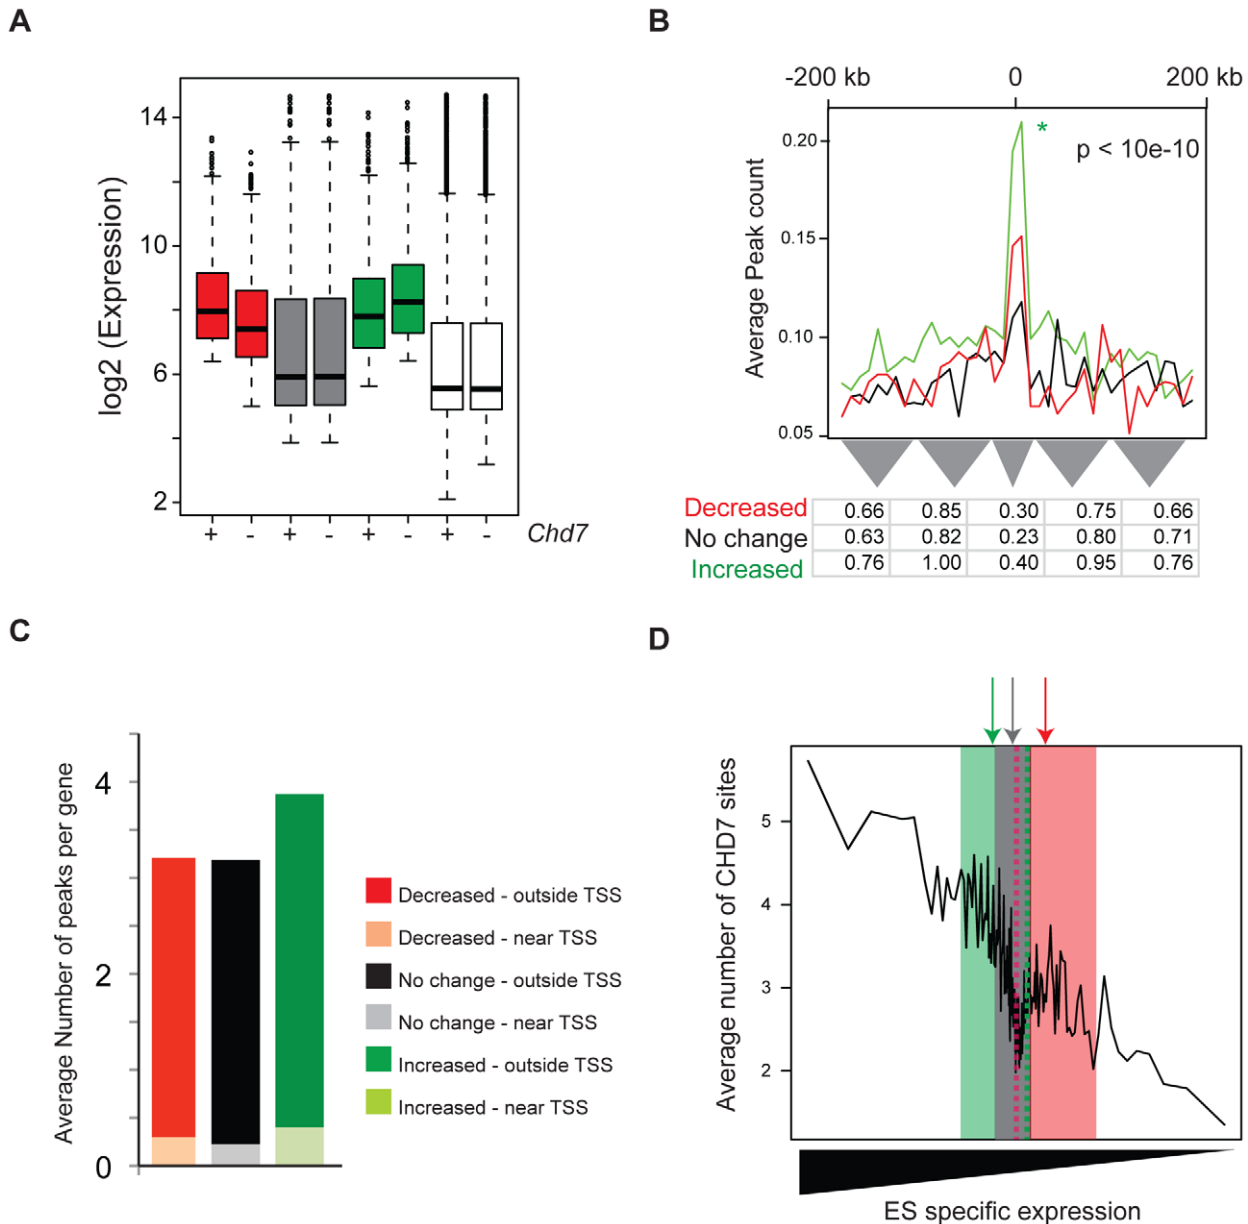 A
log2 (Expression)
14
10
6
2
+ - + - + - + - Chd7
B
-200 kb 0 200 kb
Average Peak count
0.20
0.15
0.10
0.05
*
p < 10e-10
Decreased 0.66 0.85 0.30 0.75 0.66
No change 0.63 0.82 0.23 0.80 0.71
Increased 0.76 1.00 0.40 0.95 0.76
C
Average Number of peaks per gene
4
2
0
Decreased - outside TSS
Decreased - near TSS
No change - outside TSS
No change - near TSS
Increased - outside TSS
Increased - near TSS
D
Average number of CHD7 sites
5
4
3
2
ES specific expression